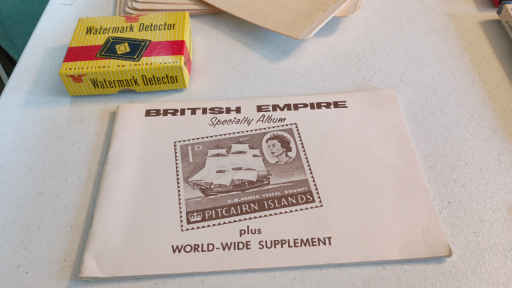 Watermark Detector
Watermark Detector
BRITISH EMPIRE
Specialty Album
1D
PITCAIRN ISLANDS
plus
WORLD-WIDE SUPPLEMENT